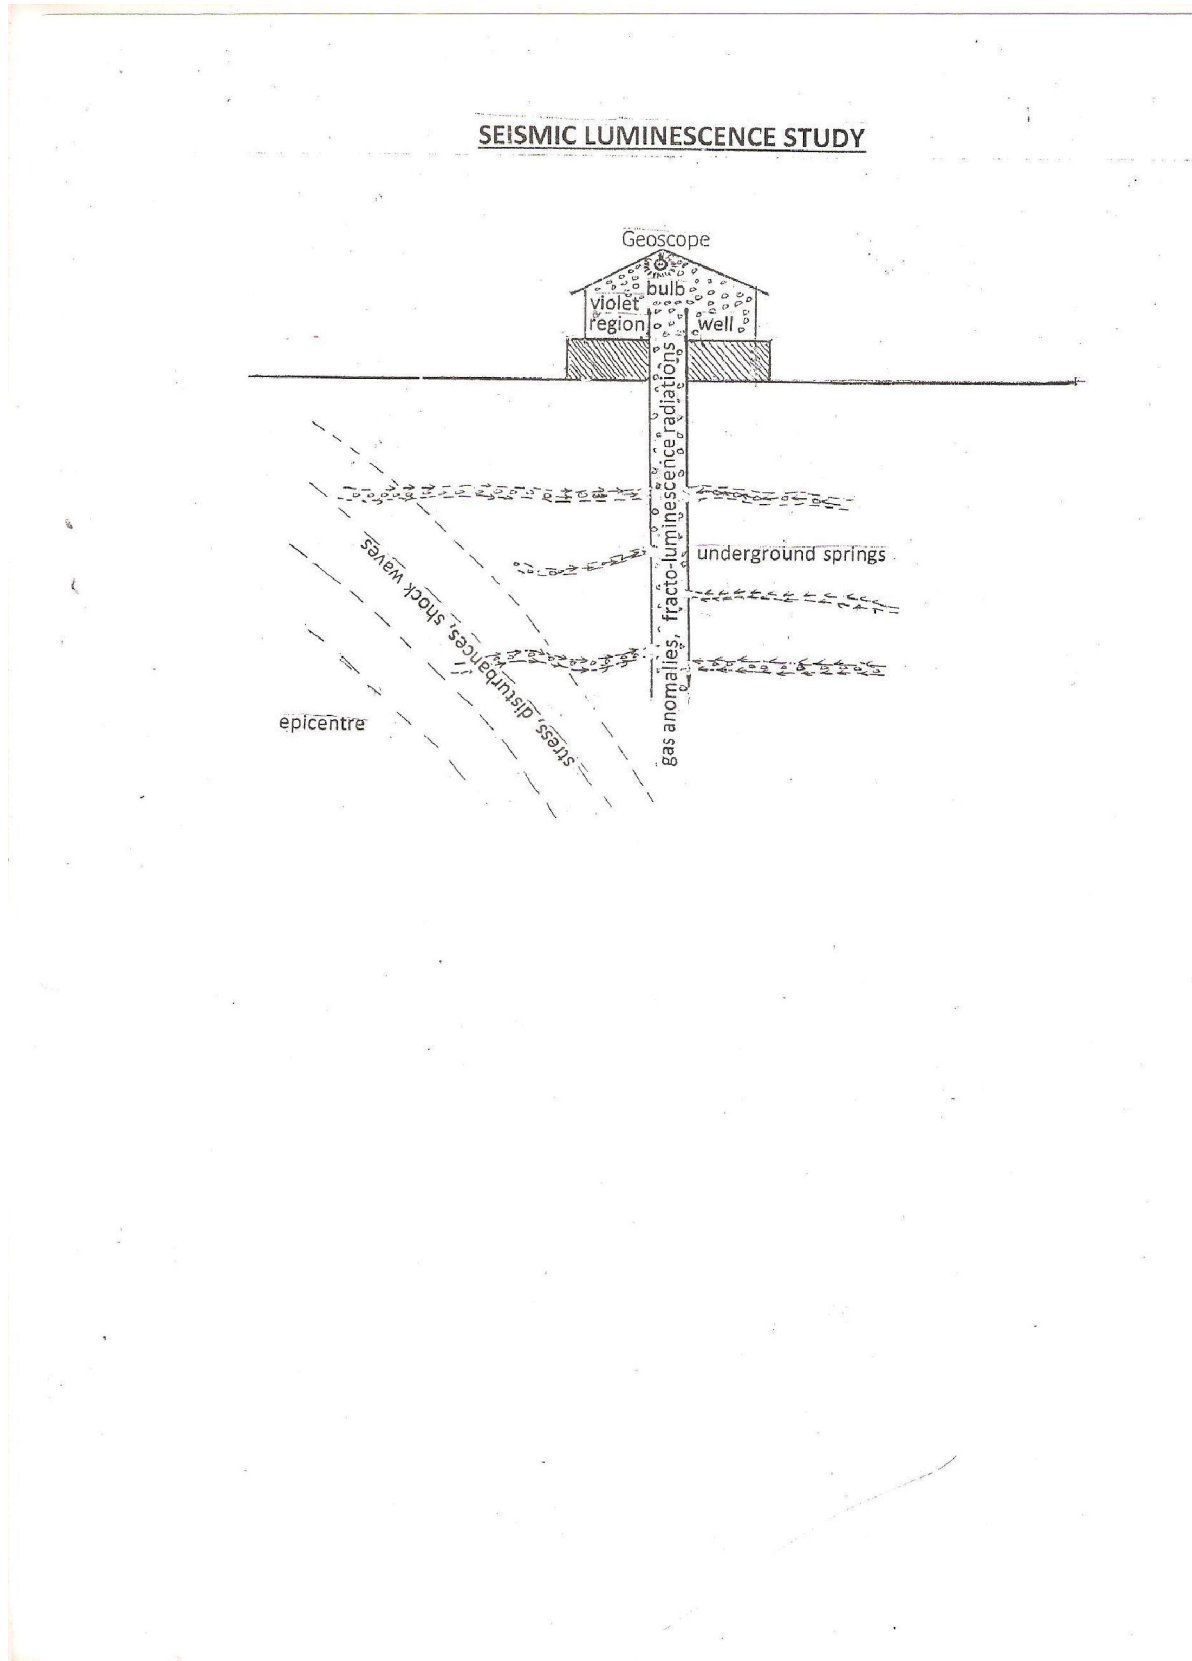 SEISMIC LUMINESCENCE STUDY
Geoscope
bulb
violet
region
well
gas anomalies, fracto-luminescence radiations
underground springs
stress, disturbances, shock waves
epicentre